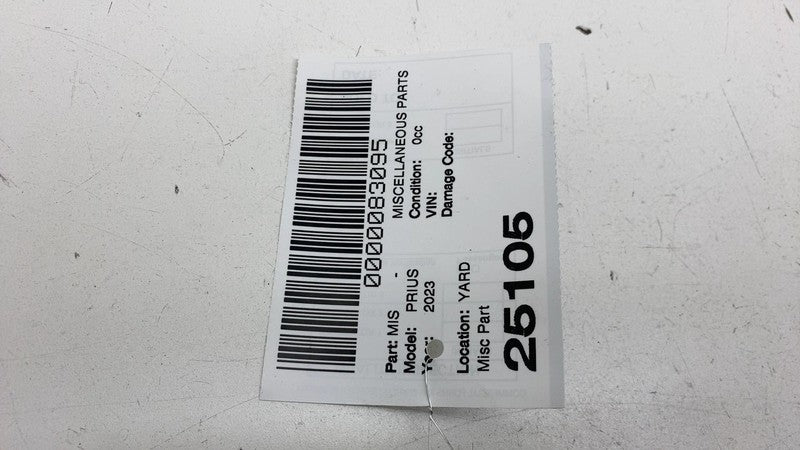 0000083095
Part: MIS - MISCELLANEOUS PARTS
Model: PRIUS Condition: 0cc
Year: 2023 VIN:
Damage Code:
Location: YARD
Misc Part
25105